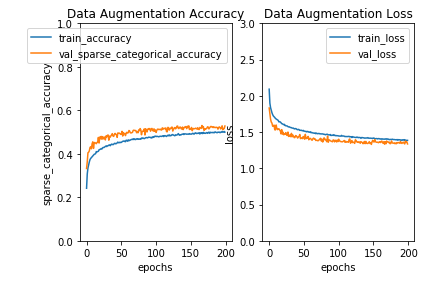 Data Augmentation Accuracy
1.0
0.8
0.6
0.4
0.2
0.0
sparse_categorical_accuracy
train_accuracy
val_sparse_categorical_accuracy
0 50 100 150 200
epochs
Data Augmentation Loss
3.0
2.5
2.0
1.5
1.0
0.5
0.0
loss
train_loss
val_loss
0 50 100 150 200
epochs